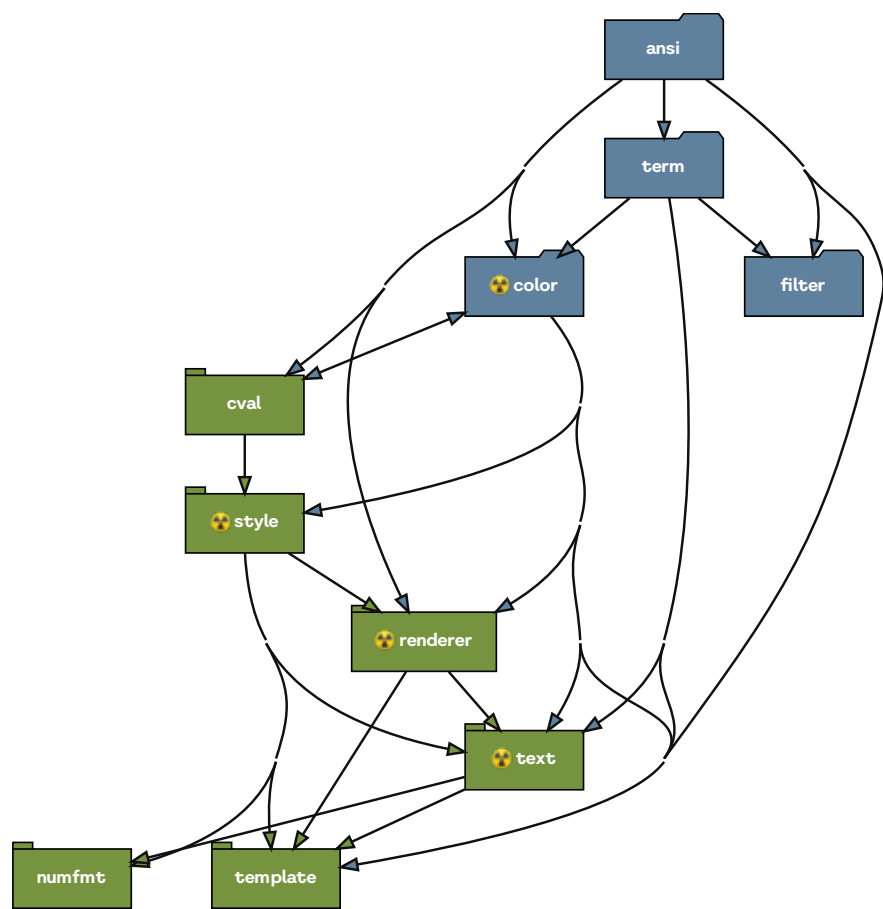 ansi
term
color
filter
cval
style
renderer
text
numfmt
template